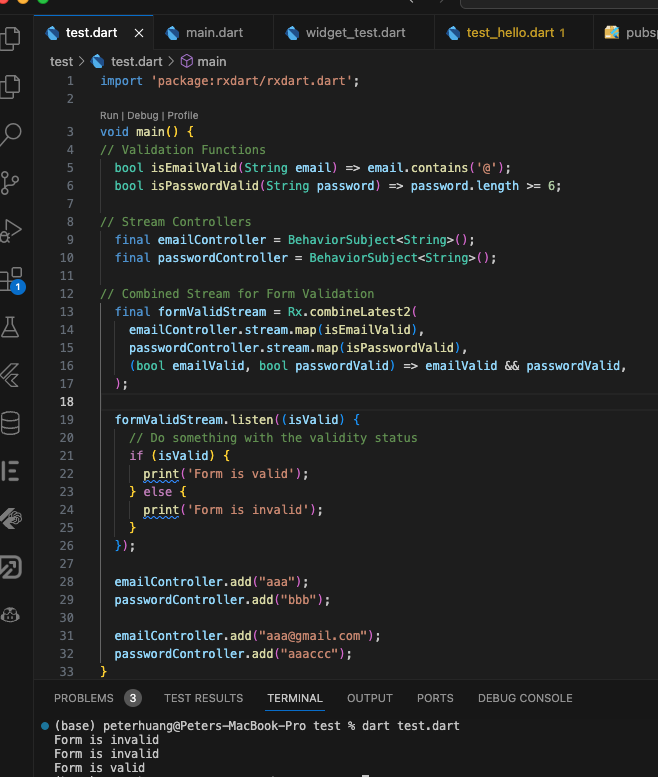 test.dart
main.dart
widget_test.dart
test_hello.dart 1
pubsp
test > test.dart > main
1 import 'package:rxdart/rxdart.dart';
2
Run | Debug | Profile
3 void main() {
4 // Validation Functions
5   bool isEmailValid(String email) => email.contains('@');
6   bool isPasswordValid(String password) => password.length >= 6;
7
8 // Stream Controllers
9   final emailController = BehaviorSubject<String>();
10   final passwordController = BehaviorSubject<String>();
11
12 // Combined Stream for Form Validation
13   final formValidStream = Rx.combineLatest2(
14     emailController.stream.map(isEmailValid),
15     passwordController.stream.map(isPasswordValid),
16     (bool emailValid, bool passwordValid) => emailValid && passwordValid,
17   );
18
19   formValidStream.listen((isValid) {
20     // Do something with the validity status
21     if (isValid) {
22       print('Form is valid');
23     } else {
24       print('Form is invalid');
25     }
26   });
27
28   emailController.add("aaa");
29   passwordController.add("bbb");
30
31   emailController.add("aaa@gmail.com");
32   passwordController.add("aaaccc");
33 }
1
PROBLEMS 3 TEST RESULTS TERMINAL OUTPUT PORTS DEBUG CONSOLE
(base) peterhuang@Peters-MacBook-Pro test % dart test.dart
Form is invalid
Form is invalid
Form is valid